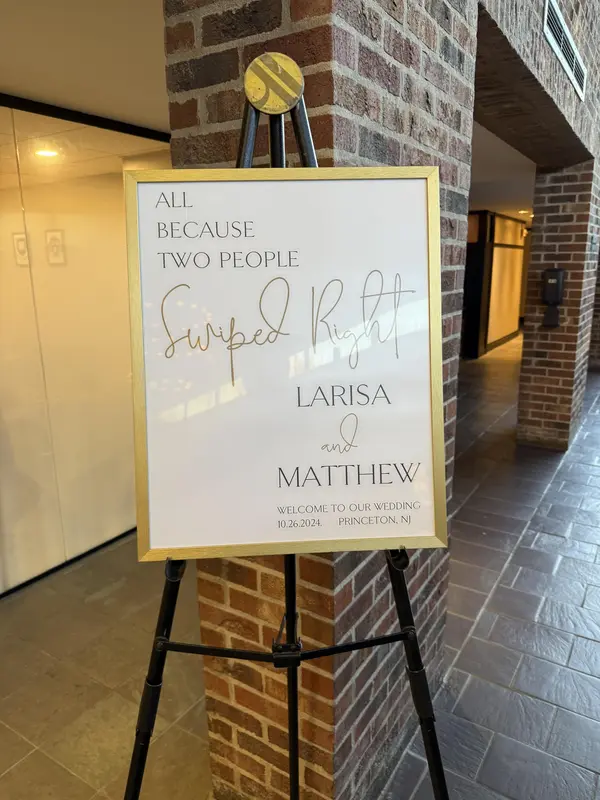 ALL
BECAUSE
TWO PEOPLE
Swiped Right
LARISA
and
MATTHEW
WELCOME TO OUR WEDDING
10.26.2024 PRINCETON, NJ